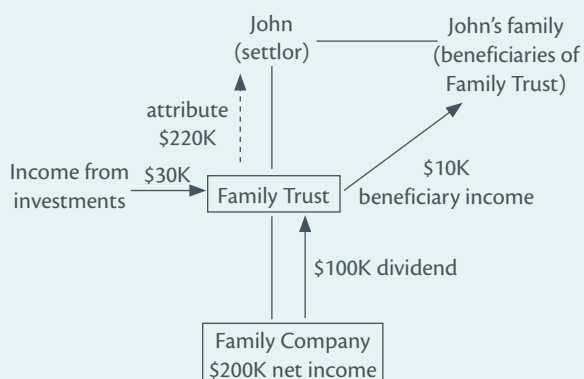 John
(settlor)
John’s family
(beneficiaries of
Family Trust)
attribute
$220K
Income from
investments
$30K
Family Trust
$10K
beneficiary income
$100K dividend
Family Company
$200K net income